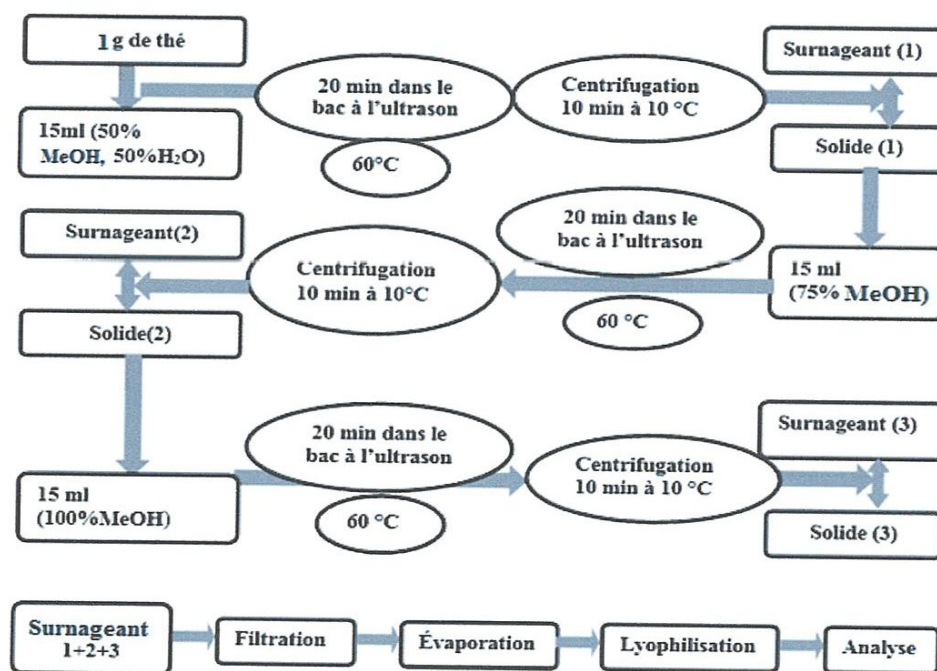 1g de thé
15ml (50%
MeOH, 50%H₂O)
20 min dans le
bac à l'ultrason
60°C
Centrifugation
10 min à 10 °C
Surnageant (1)
Solide (1)
15 ml
(75% MeOH)
20 min dans le
bac à l'ultrason
60 °C
Centrifugation
10 min à 10°C
Surnageant(2)
Solide(2)
15 ml
(100%MeOH)
20 min dans le
bac à l'ultrason
60 °C
Centrifugation
10 min à 10 °C
Surnageant (3)
Solide (3)
Surnageant
1+2+3
Filtration
Évaporation
Lyophilisation
Analyse